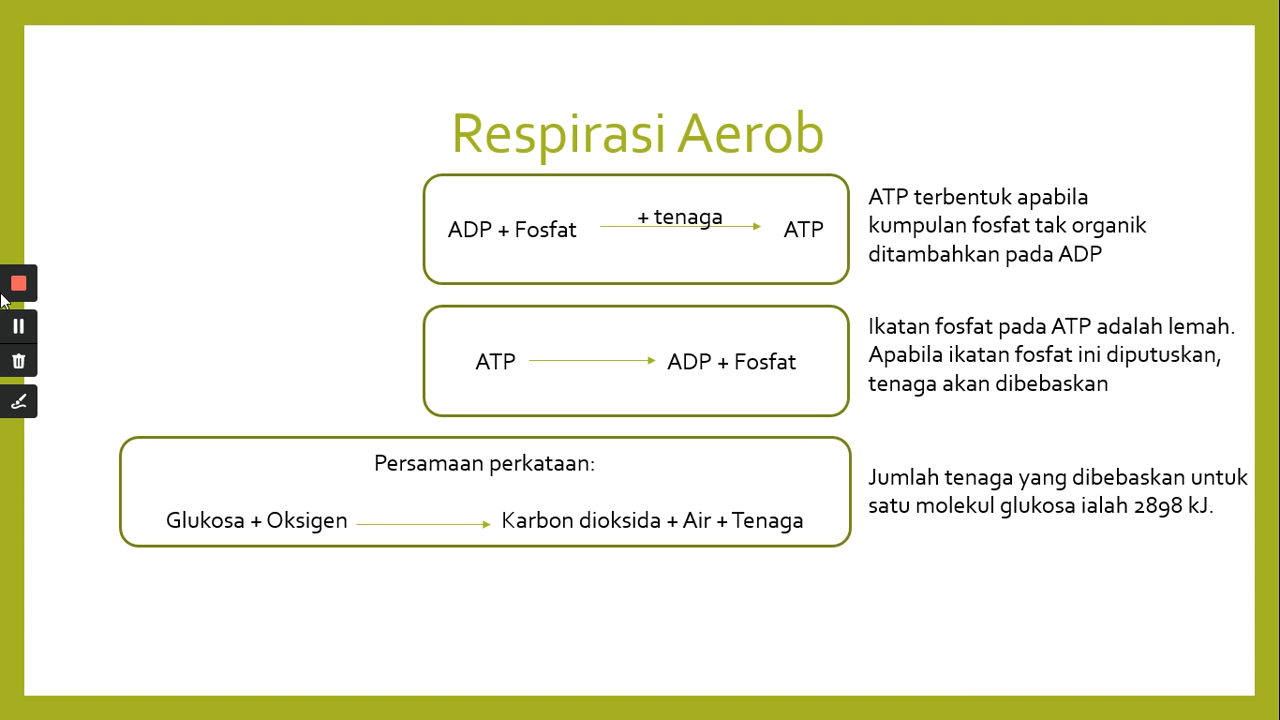 Respirasi Aerob
+ tenaga
ADP + Fosfat ATP
ATP terbentuk apabila
kumpulan fosfat tak organik
ditambahkan pada ADP
ATP ADP + Fosfat
Ikatan fosfat pada ATP adalah lemah.
Apabila ikatan fosfat ini diputuskan,
tenaga akan dibebaskan
Persamaan perkataan:
Glukosa + Oksigen Karbon dioksida + Air + Tenaga
Jumlah tenaga yang dibebaskan untuk
satu molekul glukosa ialah 2898 kJ.